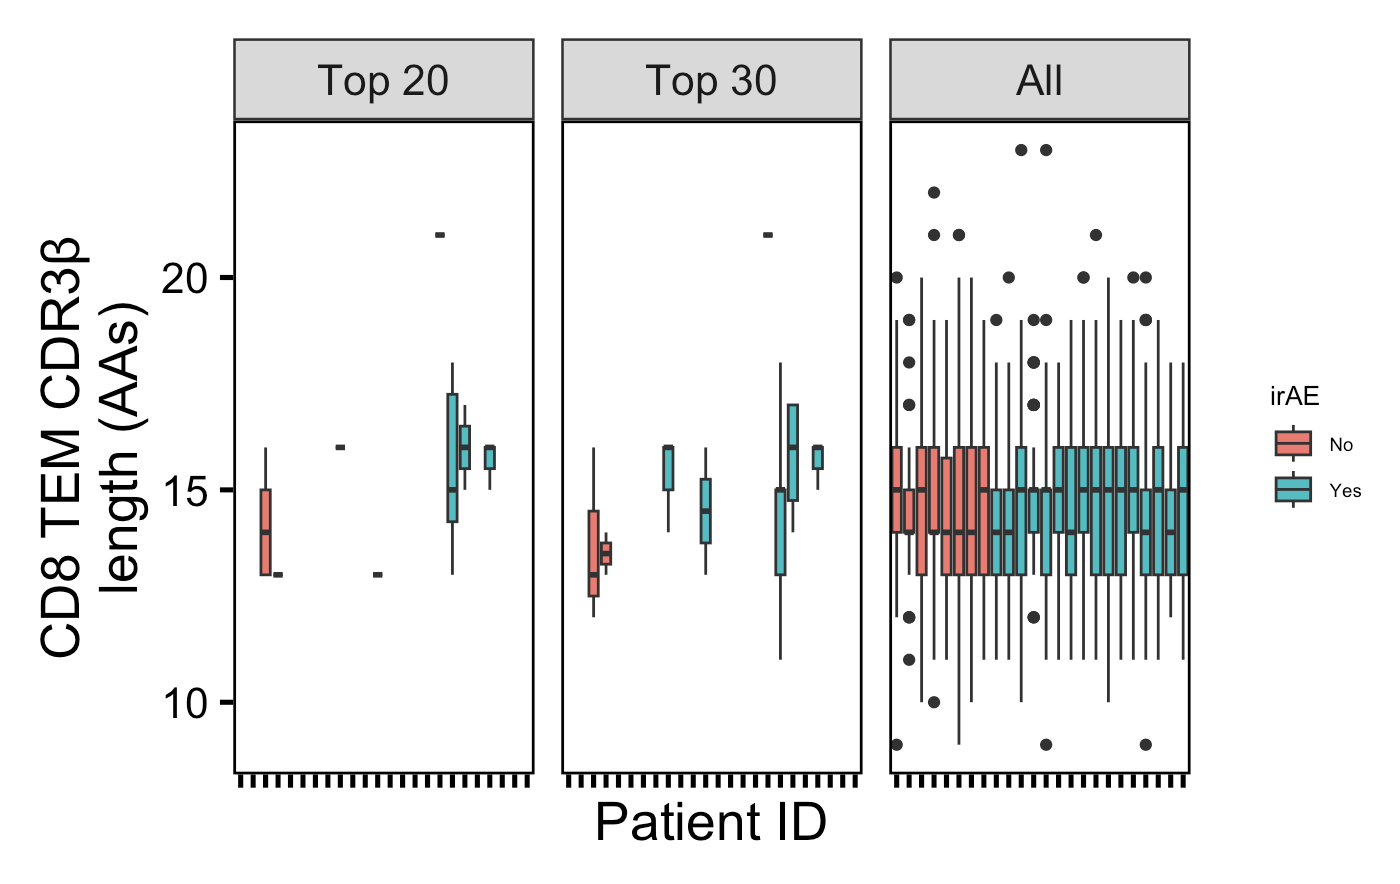 Top 20
Top 30
All
CD8 TEM CDR3β
length (AAs)
20
15
10
Patient ID
irAE
No
Yes